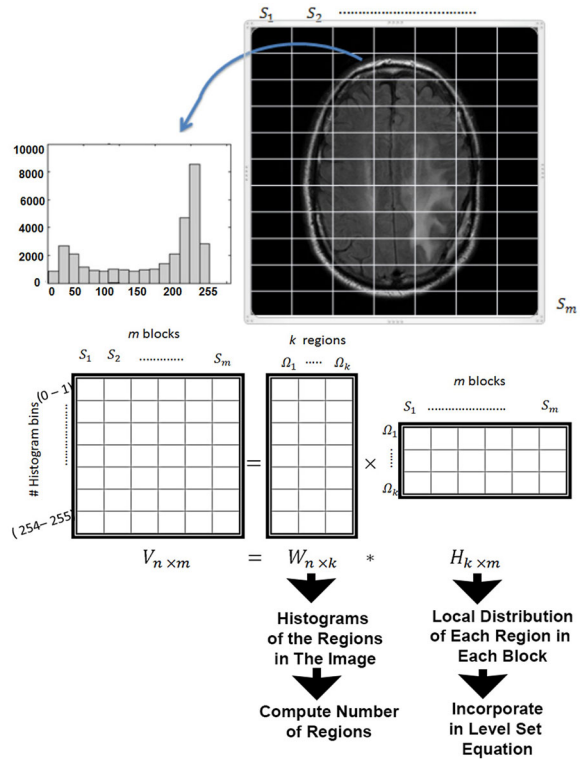 S1 S2 ................................
Sm
10000
8000
6000
4000
2000
0
0 50 100 150 200 255
m blocks
S1 S2 ............. Sm
k regions
Ω1 ..... Ωk
m blocks
S1 ....................... Sm
# Histogram bins
(0 – 1)
..................
( 254– 255)
=
×
Ω1
......
Ωk
Vn ×m = Wn×k * Hk×m
Histograms
of the Regions
in The Image
Local Distribution
of Each Region in
Each Block
Compute Number
of Regions
Incorporate
in Level Set
Equation